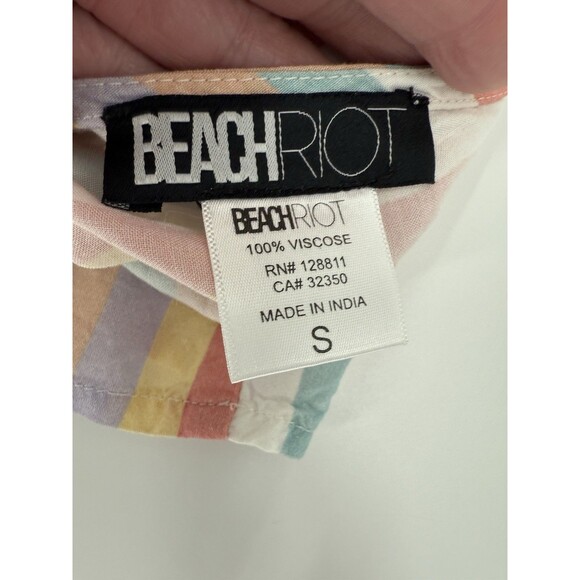 BEACHRIOT
BEACHRIOT
100% VISCOSE
RN# 128811
CA# 32350
MADE IN INDIA
S